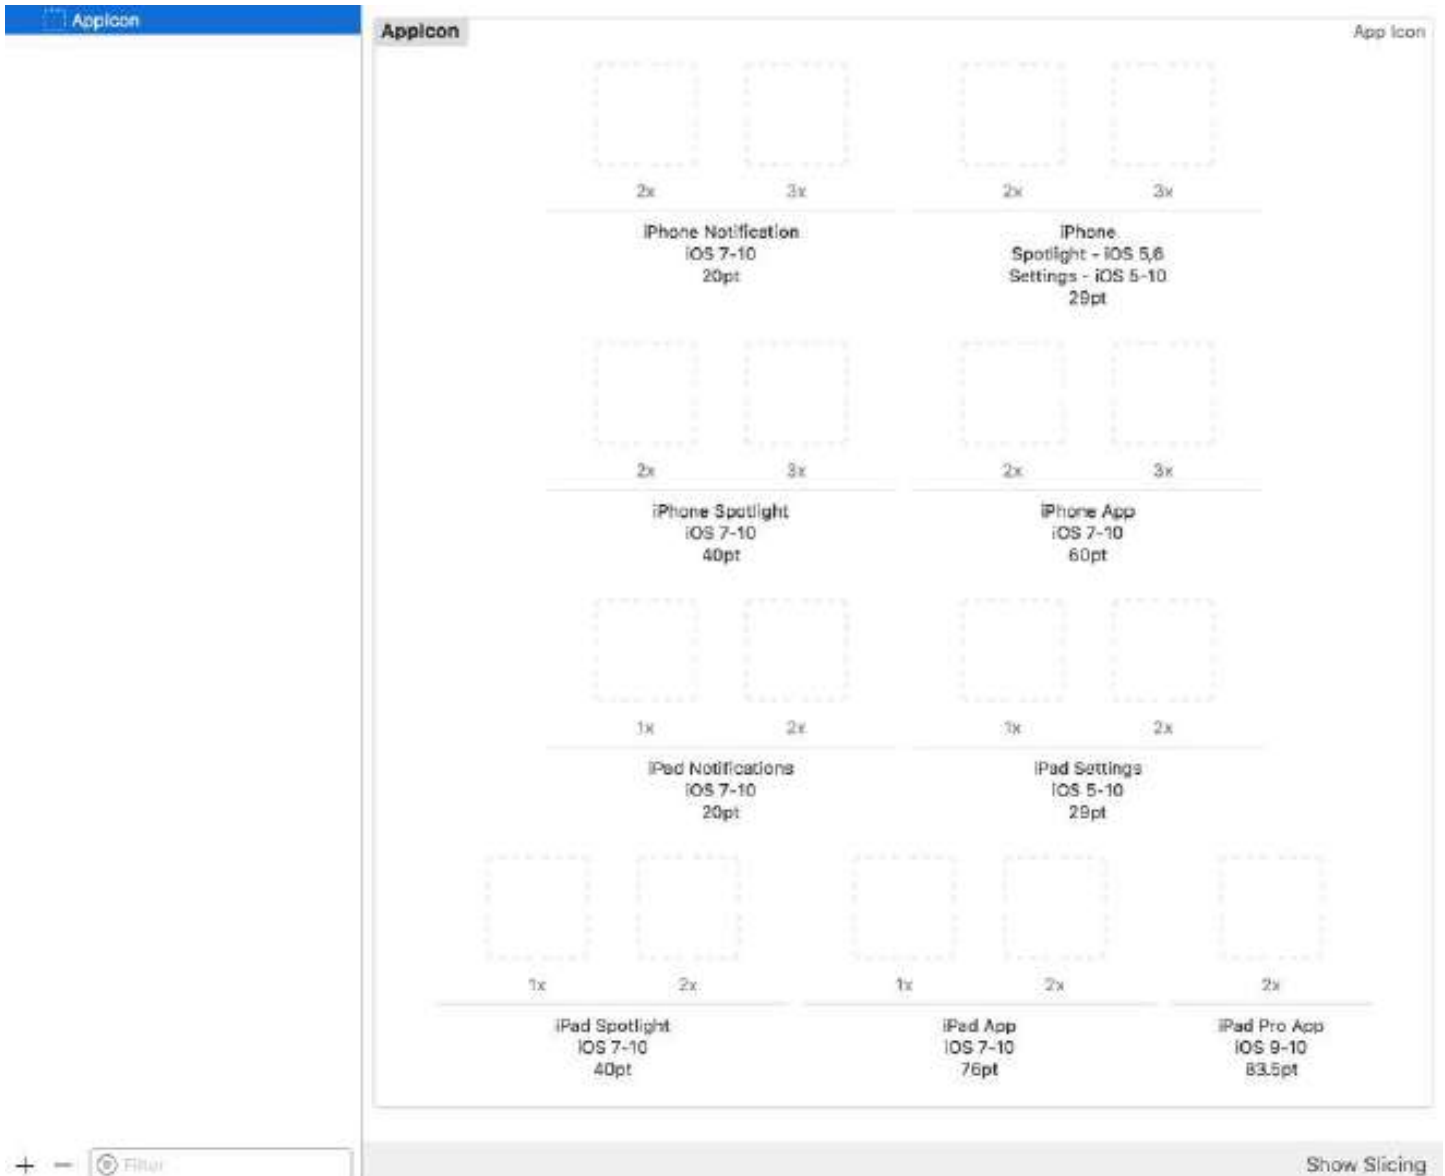 AppIcon
AppIcon
App Icon
2x 3x 2x 3x
iPhone Notification
iOS 7-10
20pt
iPhone
Spotlight - iOS 5,6
Settings - iOS 5-10
29pt
2x 3x 2x 3x
iPhone Spotlight
iOS 7-10
40pt
iPhone App
iOS 7-10
60pt
1x 2x 1x 2x
iPad Notifications
iOS 7-10
20pt
iPad Settings
iOS 5-10
29pt
1x 2x 1x 2x 2x
iPad Spotlight
iOS 7-10
40pt
iPad App
iOS 7-10
76pt
iPad Pro App
iOS 9-10
83.5pt
Filter
Show Slicing